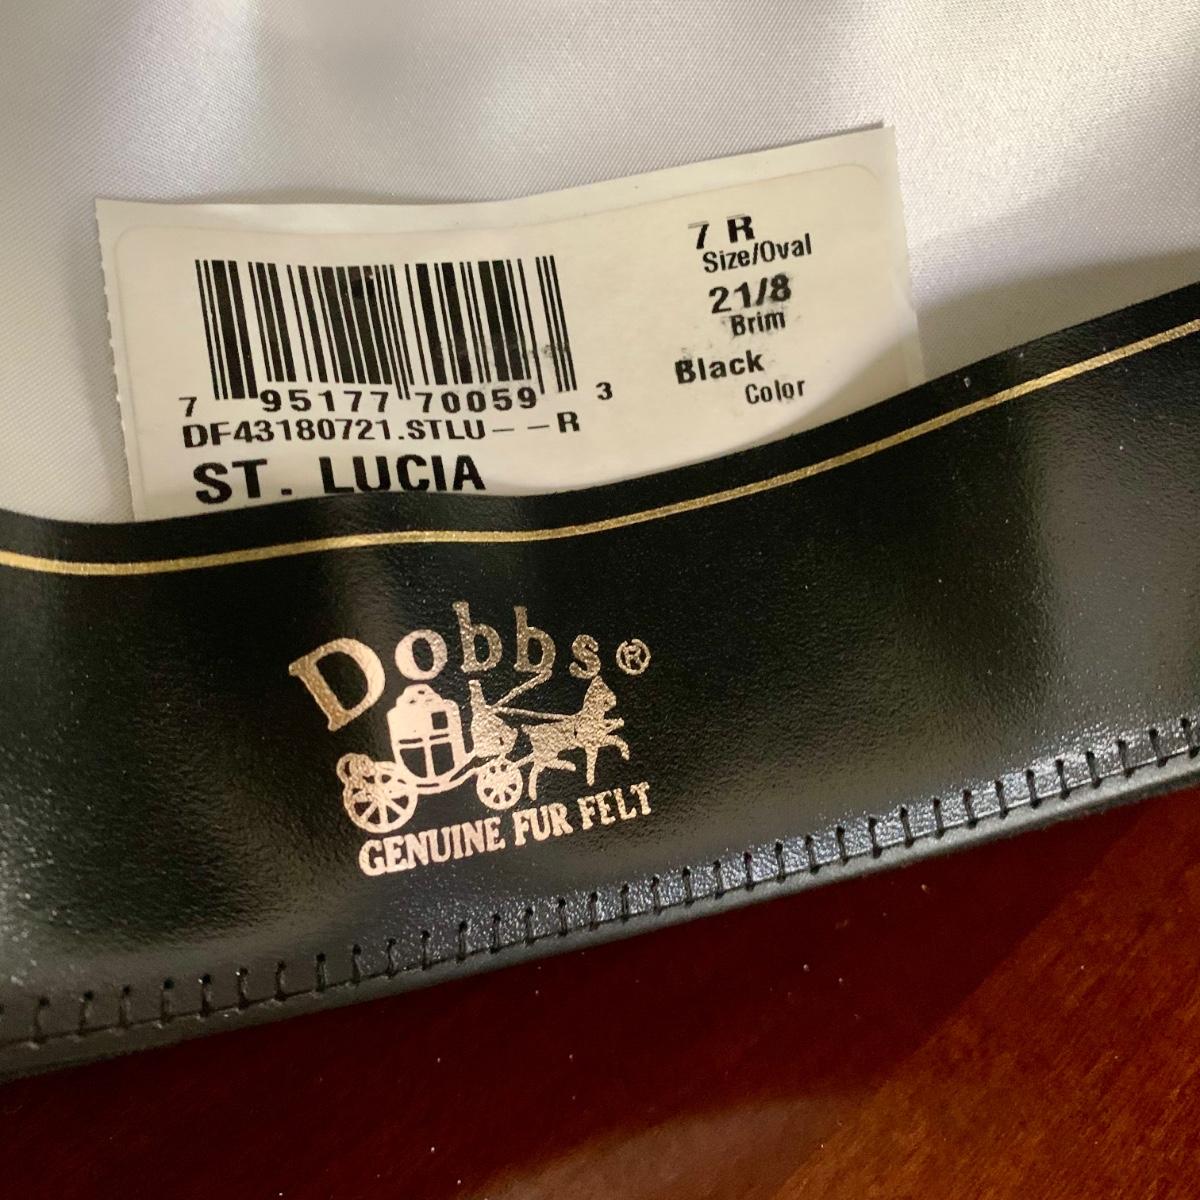 7 R
Size/Oval
21/8
Brim
Black
Color
7 95177 70059 3
DF43180721.STLU--R
ST. LUCIA
Dobbs®
GENUINE FUR FELT